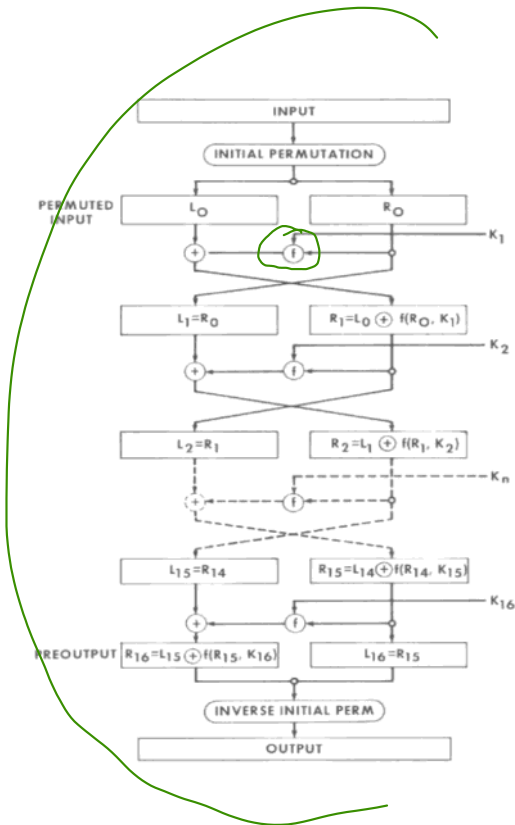 INPUT
INITIAL PERMUTATION
PERMUTED
INPUT
L₀
R₀
K₁
+
f
L₁=R₀
R₁=L₀ ⊕ f(R₀, K₁)
K₂
+
f
L₂=R₁
R₂=L₁ ⊕ f(R₁, K₂)
Kₙ
+
f
L₁₅=R₁₄
R₁₅=L₁₄ ⊕ f(R₁₄, K₁₅)
K₁₆
+
f
PREOUTPUT
R₁₆=L₁₅ ⊕ f(R₁₅, K₁₆)
L₁₆=R₁₅
INVERSE INITIAL PERM
OUTPUT